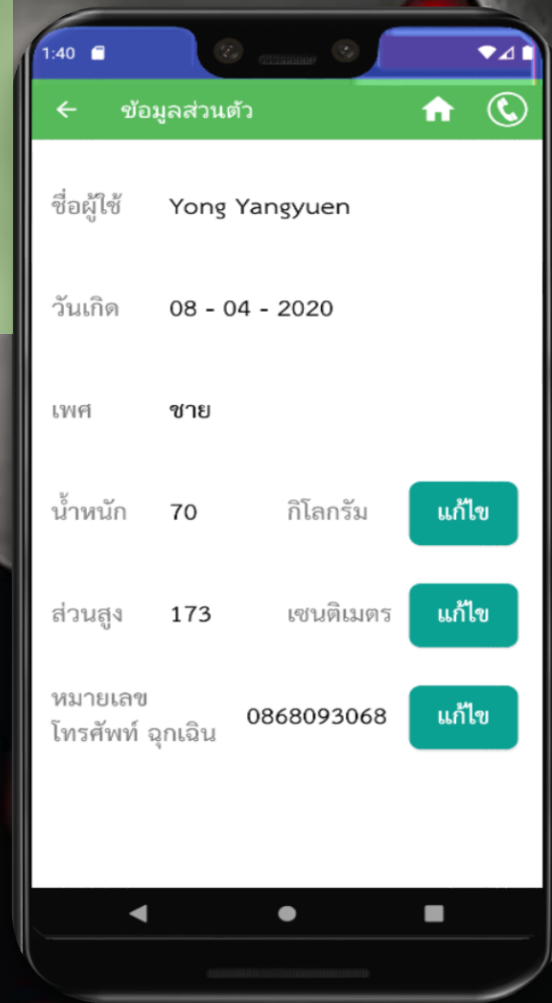 1:40
ข้อมูลส่วนตัว
ชื่อผู้ใช้ Yong Yangyuen
วันเกิด 08 - 04 - 2020
เพศ ชาย
น้ำหนัก 70 กิโลกรัม แก้ไข
ส่วนสูง 173 เซนติเมตร แก้ไข
หมายเลข
โทรศัพท์ ฉุกเฉิน 0868093068 แก้ไข